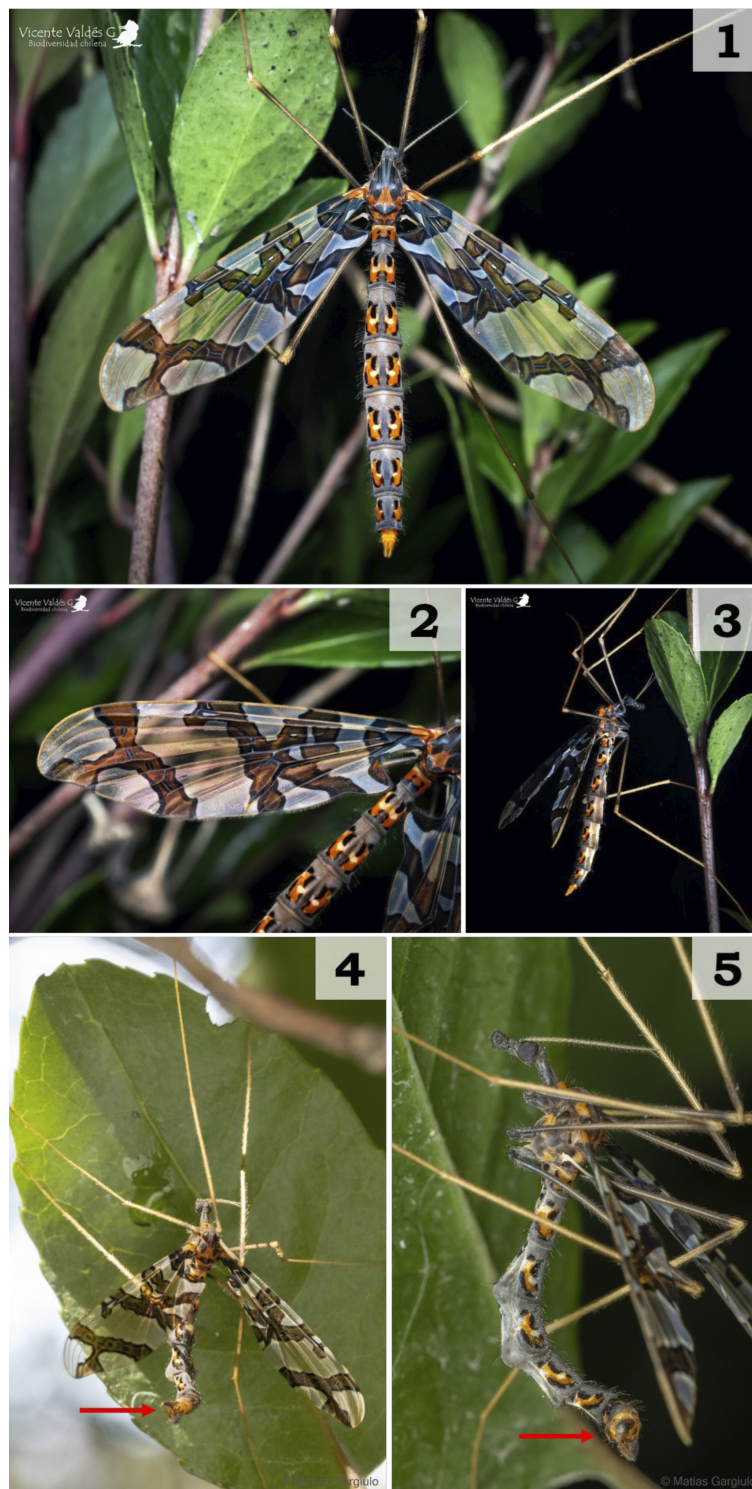 Vicente Valdés G
Biodiversidad chilena
1
Vicente Valdés G
Biodiversidad chilena
2
Vicente Valdés G
Biodiversidad chilena
3
4
© Matías Gargiulo
5
© Matías Gargiulo